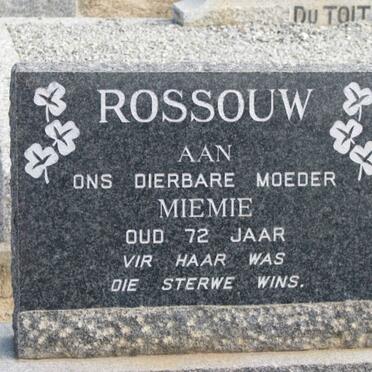 DU TOIT
ROSSOUW
AAN
ONS DIERBARE MOEDER
MIEMIE
OUD 72 JAAR
VIR HAAR WAS
DIE STERWE WINS.